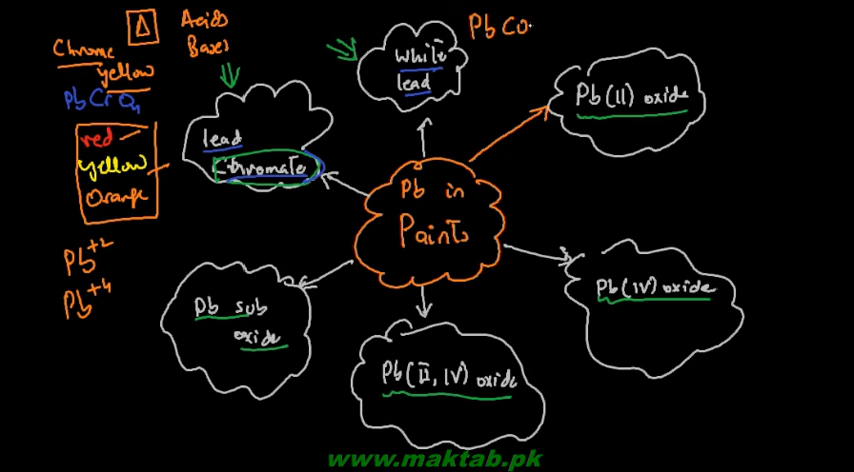 Δ
Acids
Bases
Chrome
yellow
PbCrO4
red
yellow
Orange
Pb+2
Pb+4
lead
Chromate
White
lead
PbCo
Pb(II) oxide
Pb in
Paints
Pb sub
oxide
Pb(II, IV) oxide
Pb(IV) oxide
www.maktab.pk